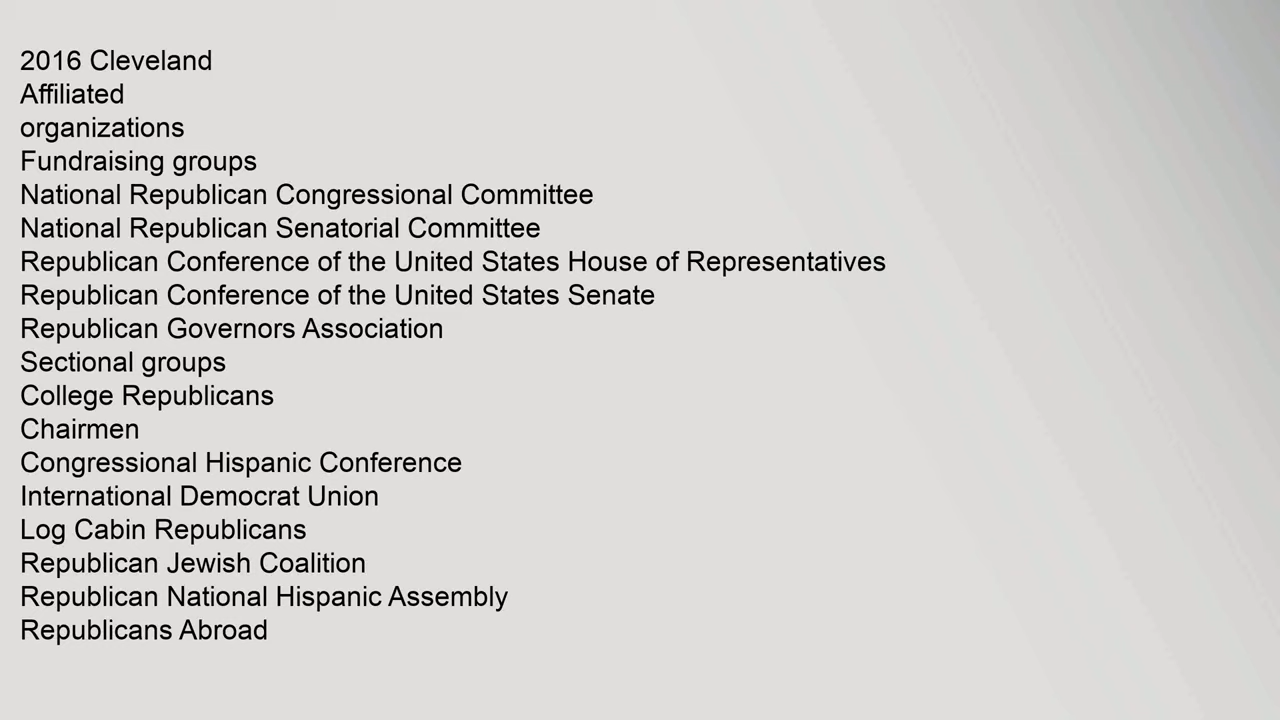 2016 Cleveland
Affiliated
organizations
Fundraising groups
National Republican Congressional Committee
National Republican Senatorial Committee
Republican Conference of the United States House of Representatives
Republican Conference of the United States Senate
Republican Governors Association
Sectional groups
College Republicans
Chairmen
Congressional Hispanic Conference
International Democrat Union
Log Cabin Republicans
Republican Jewish Coalition
Republican National Hispanic Assembly
Republicans Abroad